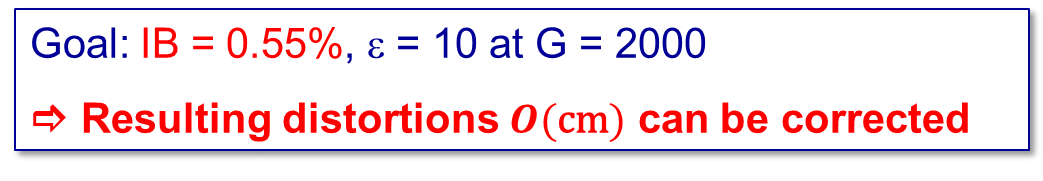 Goal: IB = 0.55%, ε = 10 at G = 2000
⇨ Resulting distortions 𝑶(cm) can be corrected